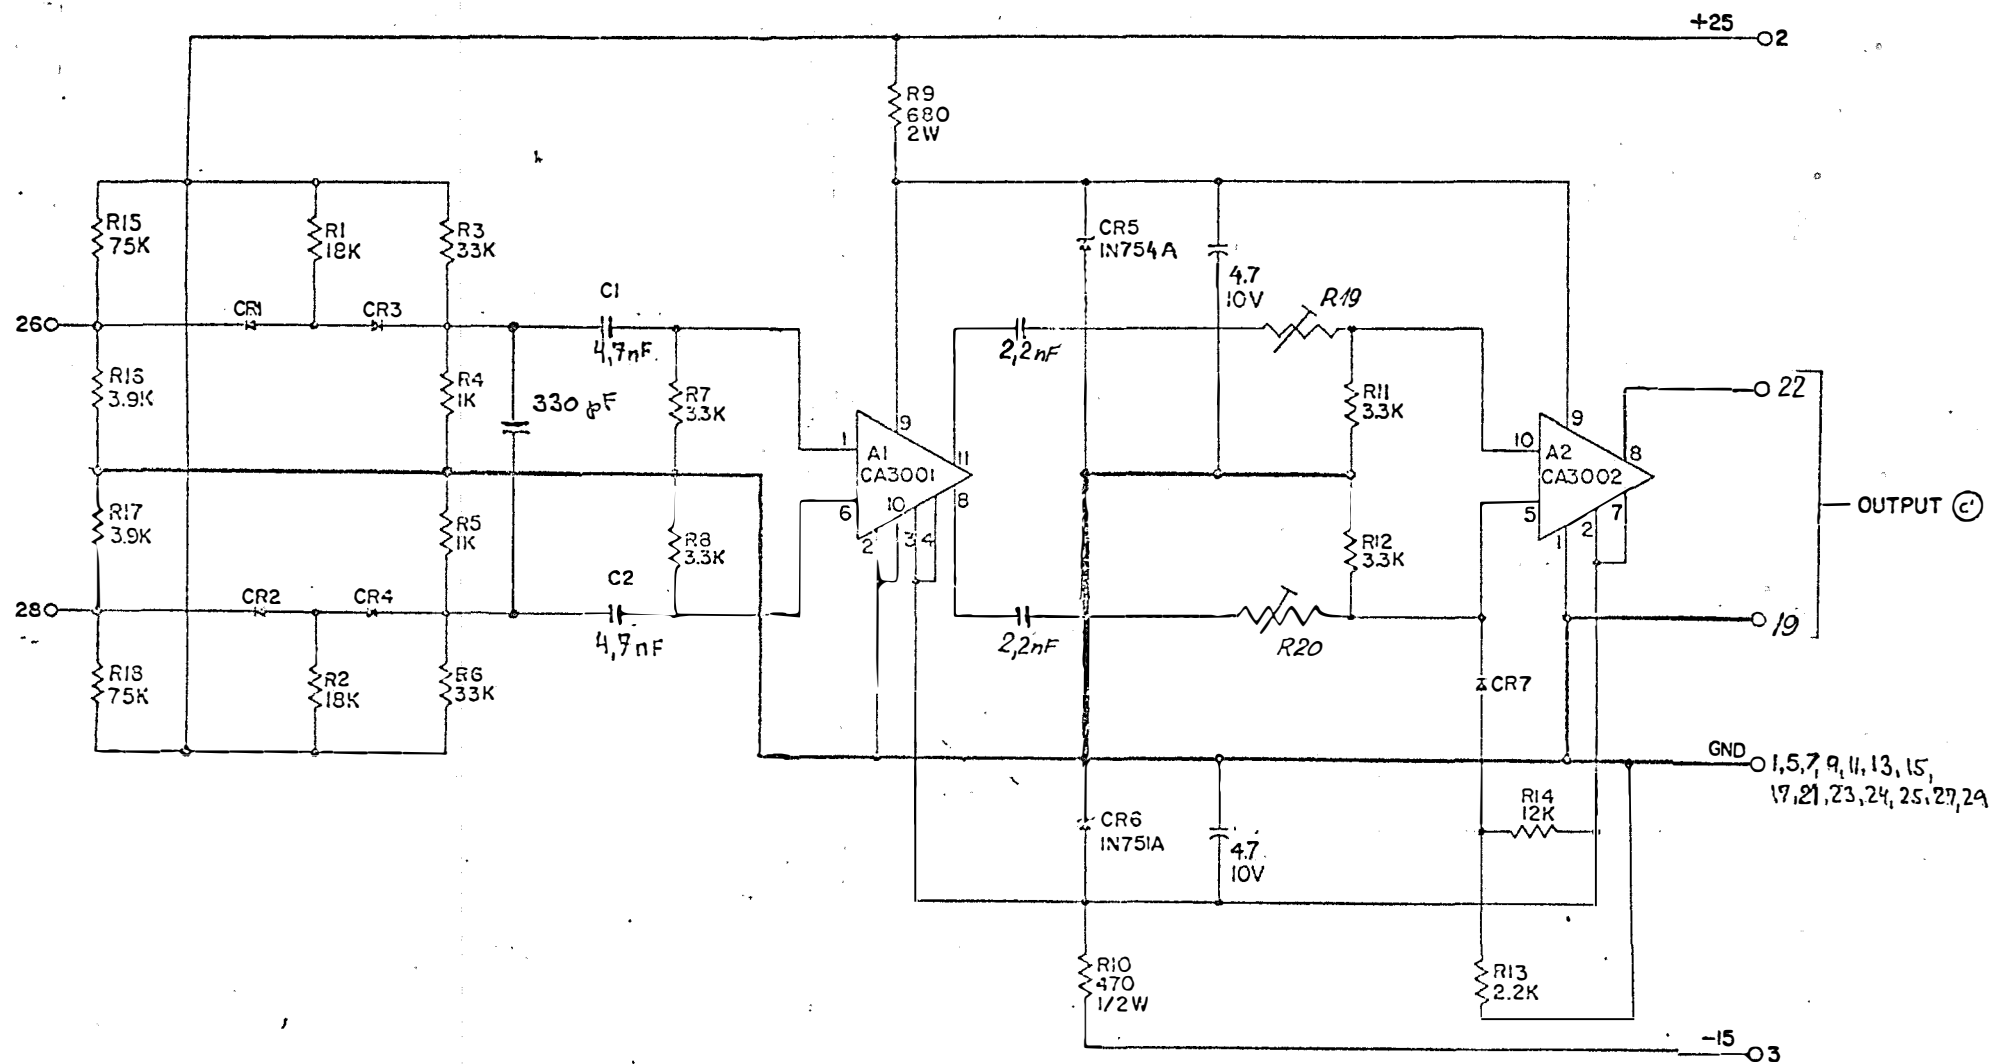 +25
2
R9
680
2W
R15
75K
R1
18K
R3
33K
CR5
IN754A
4.7
10V
R19
C1
4,7nF
CR1
CR3
26
2,2nF
R16
3.9K
R4
1K
330 pF
R7
3.3K
R11
3.3K
22
1
9
A1
CA3001
11
10
6
2
3
4
8
10
9
A2
CA3002
8
5
1
2
7
OUTPUT C'
R17
3.9K
R5
1K
R8
3.3K
R12
3.3K
C2
4,7nF
CR2
CR4
28
2,2nF
R20
19
R18
75K
R2
18K
R6
33K
CR7
GND
1,5,7,9,11,13,15,
17,21,23,24,25,27,29
R14
12K
CR6
IN751A
4.7
10V
R10
470
1/2W
R13
2.2K
-15
3